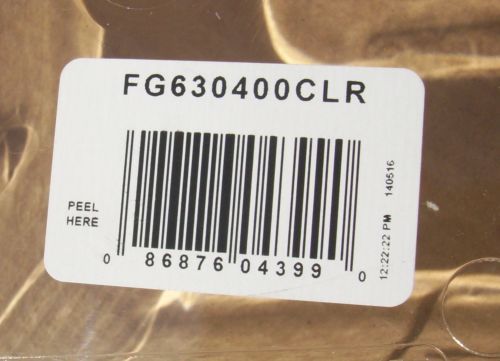 FG630400CLR
PEEL
HERE
0 86876 04399 0
12:22:22 PM 140516